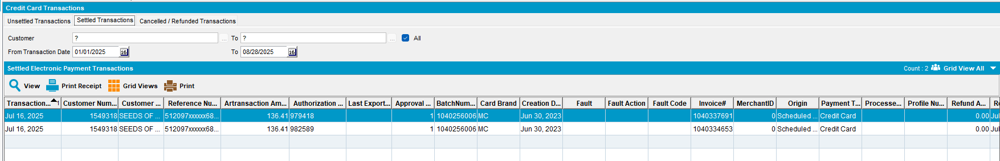 Credit Card Transactions
Unsettled Transactions Settled Transactions Cancelled / Refunded Transactions
Customer ? ... To ? ... All
From Transaction Date 01/01/2025 16 To 08/28/2025 16
Settled Electronic Payment Transactions Count : 2 Grid View All
View Print Receipt Grid Views Print
Transaction... 1 Customer Num... Customer ... Reference Nu... Artransaction Am... Authorization ... Last Export... Approval ... BatchNum... Card Brand Creation D... Fault Fault Action Fault Code Invoice# MerchantID Origin Payment T... Processe... Profile Nu... Refund A... R
Jul 16, 2025 1549318 SEEDS OF ... 512097xxxxxx68... 136.41 979418 1 1040256006 MC Jun 30, 2023 1040337691 0 Scheduled ... Credit Card 0.00 Jul
Jul 16, 2025 1549318 SEEDS OF ... 512097xxxxxx68... 136.41 982589 1 1040256006 MC Jun 30, 2023 1040334653 0 Scheduled ... Credit Card 0.00 Jul